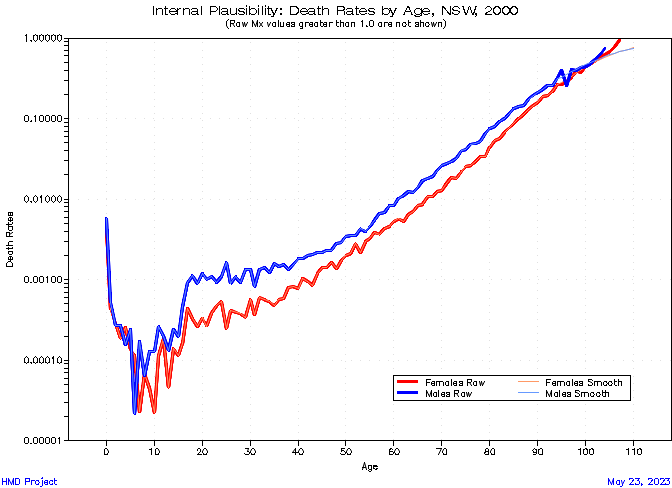 Internal Plausibility: Death Rates by Age, NSW, 2000
(Raw Mx values greater than 1.0 are not shown)
Death Rates
1.00000
0.10000
0.01000
0.00100
0.00010
0.00001
Females Raw
Females Smooth
Males Raw
Males Smooth
0 10 20 30 40 50 60 70 80 90 100 110
Age
HMD Project
May 23, 2023